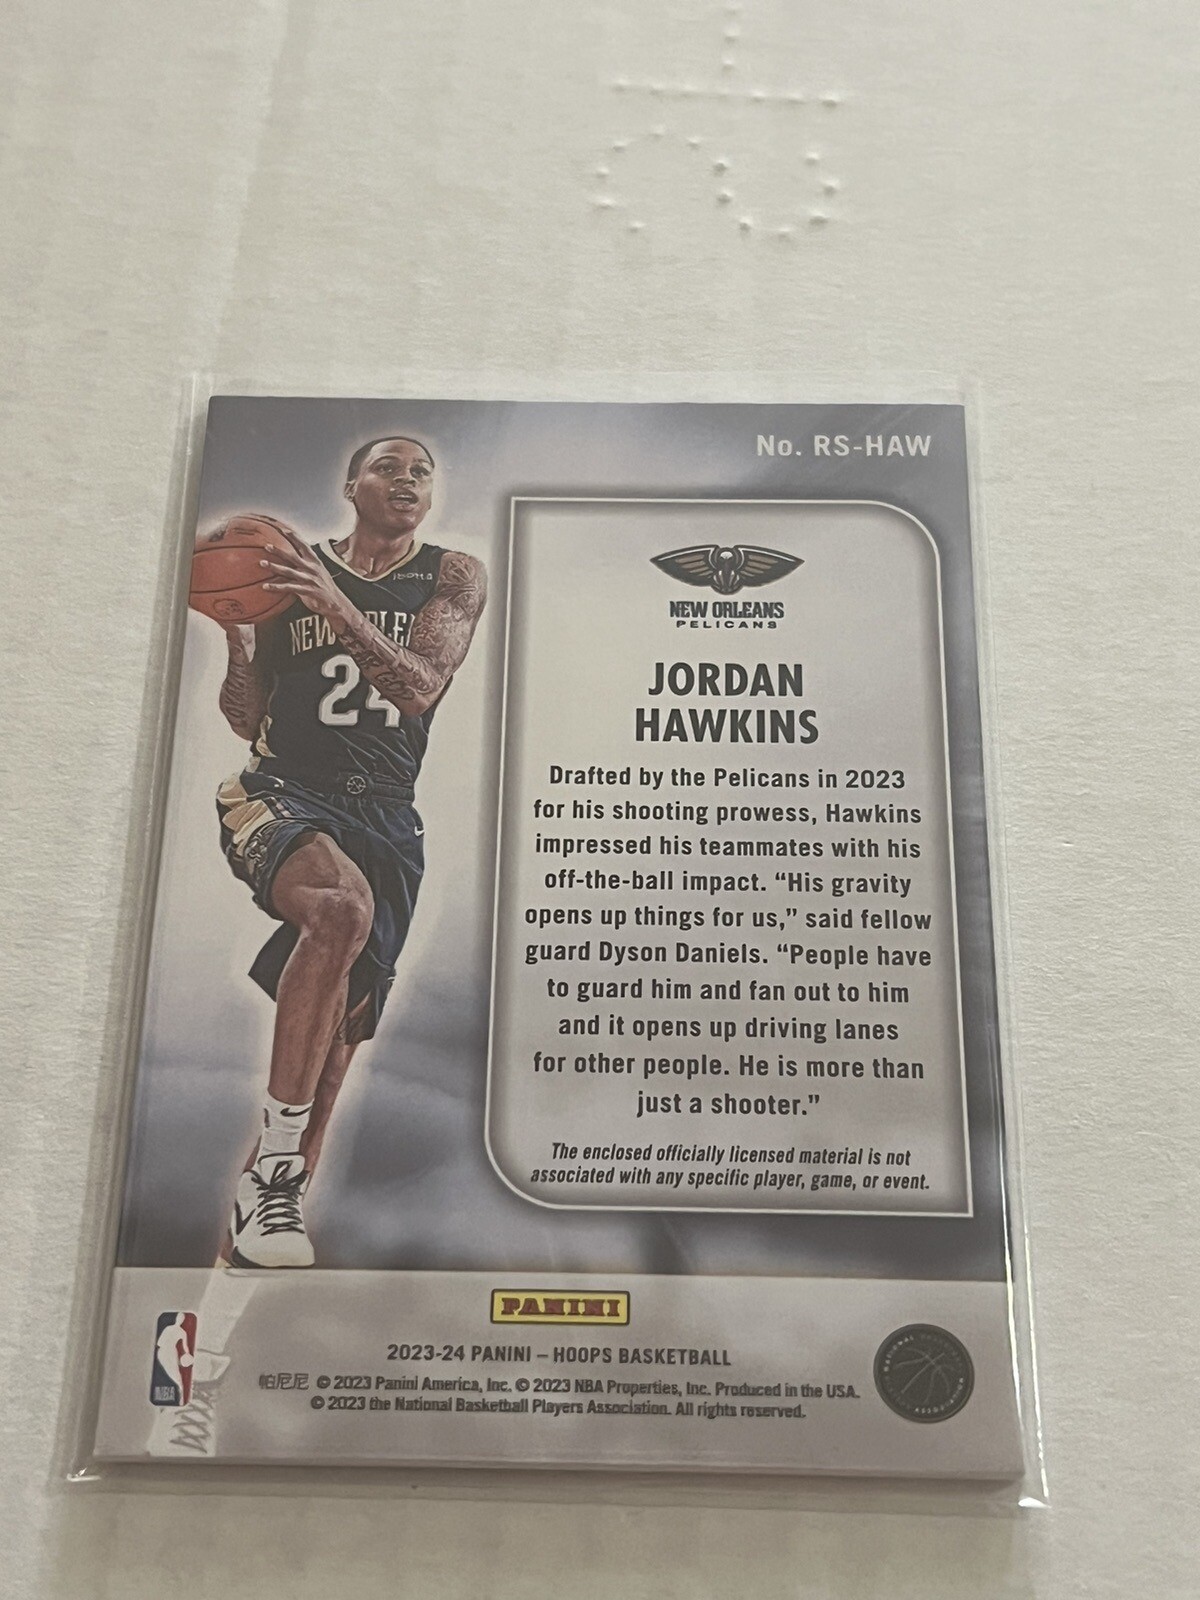 No. RS-HAW
NEW ORLEANS
PELICANS
JORDAN
HAWKINS
Drafted by the Pelicans in 2023
for his shooting prowess, Hawkins
impressed his teammates with his
off-the-ball impact. “His gravity
opens up things for us,” said fellow
guard Dyson Daniels. “People have
to guard him and fan out to him
and it opens up driving lanes
for other people. He is more than
just a shooter.”
The enclosed officially licensed material is not
associated with any specific player, game, or event.
NEW
24
PANINI
2023-24 PANINI – HOOPS BASKETBALL
帕尼尼 © 2023 Panini America, Inc. © 2023 NBA Properties, Inc. Produced in the USA.
© 2023 the National Basketball Players Association. All rights reserved.
NBA